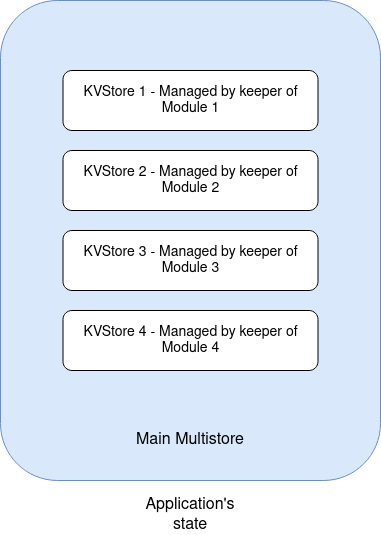 KVStore 1 - Managed by keeper of
Module 1
KVStore 2 - Managed by keeper of
Module 2
KVStore 3 - Managed by keeper of
Module 3
KVStore 4 - Managed by keeper of
Module 4
Main Multistore
Application's
state